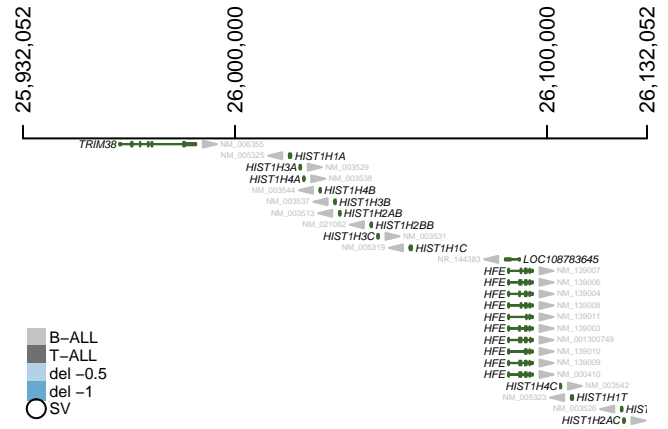 25,932,052
26,000,000
26,100,000
26,132,052
TRIM38 NM_006355
NM_005325 HIST1H1A
HIST1H3A NM_003529
HIST1H4A NM_003538
NM_003544 HIST1H4B
NM_003537 HIST1H3B
NM_003513 HIST1H2AB
NM_021062 HIST1H2BB
HIST1H3C NM_003531
NM_005319 HIST1H1C
NR_144383 LOC108783645
HFE NM_139007
HFE NM_139006
HFE NM_139004
HFE NM_139008
HFE NM_139011
HFE NM_139003
HFE NM_001300749
HFE NM_139010
HFE NM_139009
HFE NM_000410
HIST1H4C NM_003542
NM_005323 HIST1H1T
NM_003526 HIST
HIST1H2AC
B−ALL
T−ALL
del −0.5
del −1
SV